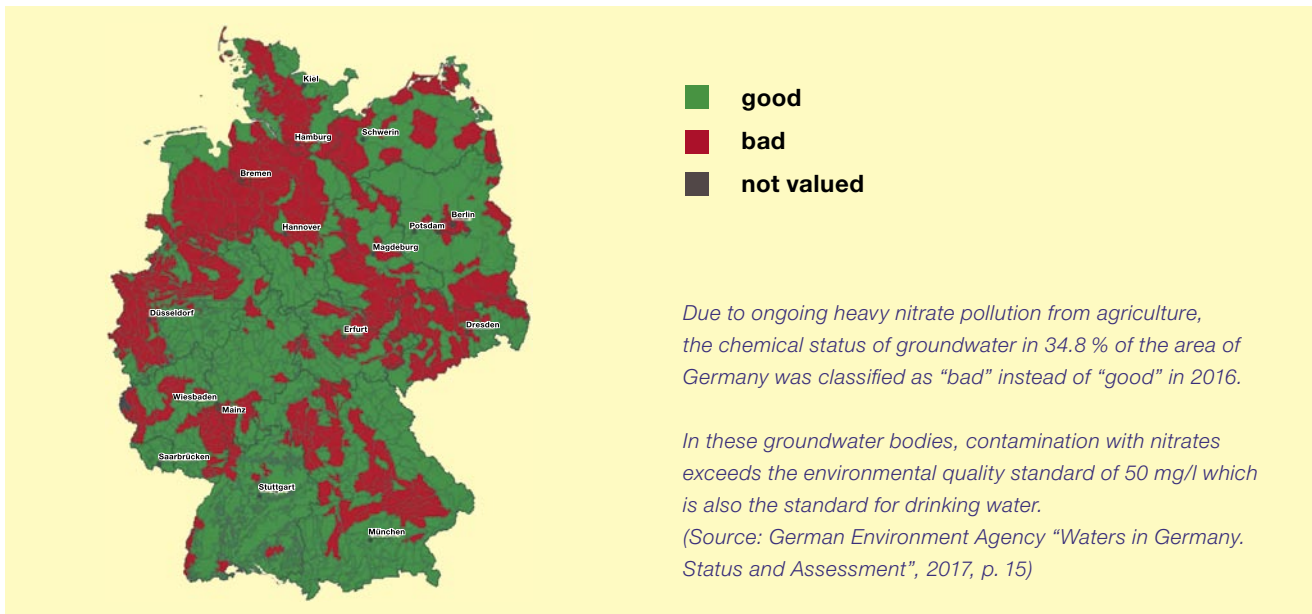 Kiel
Schwerin
Hamburg
Bremen
Berlin
Potsdam
Hannover
Magdeburg
Düsseldorf
Erfurt
Dresden
Wiesbaden
Mainz
Saarbrücken
Stuttgart
München
good
bad
not valued
Due to ongoing heavy nitrate pollution from agriculture,
the chemical status of groundwater in 34.8 % of the area of
Germany was classified as “bad” instead of “good” in 2016.
In these groundwater bodies, contamination with nitrates
exceeds the environmental quality standard of 50 mg/l which
is also the standard for drinking water.
(Source: German Environment Agency “Waters in Germany.
Status and Assessment”, 2017, p. 15)